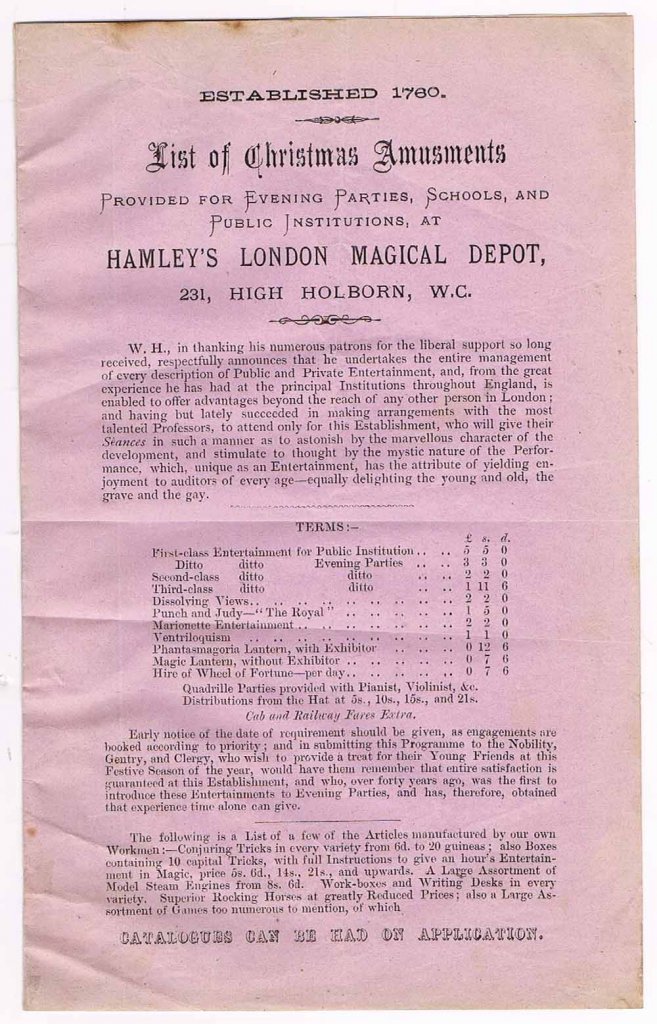 ESTABLISHED 1760.
List of Christmas Amusments
PROVIDED FOR EVENING PARTIES, SCHOOLS, AND
PUBLIC INSTITUTIONS, AT
HAMLEY'S LONDON MAGICAL DEPOT,
231, HIGH HOLBORN, W.C.
W. H., in thanking his numerous patrons for the liberal support so long
received, respectfully announces that he undertakes the entire management
of every description of Public and Private Entertainment, and, from the great
experience he has had at the principal Institutions throughout England, is
enabled to offer advantages beyond the reach of any other person in London;
and having but lately succeeded in making arrangements with the most
talented Professors, to attend only for this Establishment, who will give their
Séances in such a manner as to astonish by the marvellous character of the
development, and stimulate to thought by the mystic nature of the Perfor-
mance, which, unique as an Entertainment, has the attribute of yielding en-
joyment to auditors of every age—equally delighting the young and old, the
grave and the gay.
TERMS:—
£ s. d.
First-class Entertainment for Public Institution .. .. 5 5 0
Ditto ditto Evening Parties .. .. 3 3 0
Second-class ditto ditto .. .. 2 2 0
Third-class ditto ditto .. .. 1 11 6
Dissolving Views .. .. .. .. .. .. .. .. .. 2 2 0
Punch and Judy—"The Royal" .. .. .. .. .. .. 1 5 0
Marionette Entertainment .. .. .. .. .. .. .. 2 2 0
Ventriloquism .. .. .. .. .. .. .. .. .. 1 1 0
Phantasmagoria Lantern, with Exhibitor .. .. .. .. 0 12 6
Magic Lantern, without Exhibitor .. .. .. .. .. 0 7 6
Hire of Wheel of Fortune—per day .. .. .. .. .. 0 7 6
Quadrille Parties provided with Pianist, Violinist, &c.
Distributions from the Hat at 5s., 10s., 15s., and 21s.
Cab and Railway Fares Extra.
Early notice of the date of requirement should be given, as engagements are
booked according to priority; and in submitting this Programme to the Nobility,
Gentry, and Clergy, who wish to provide a treat for their Young Friends at this
Festive Season of the year, would have them remember that entire satisfaction is
guaranteed at this Establishment, and who, over forty years ago, was the first to
introduce these Entertainments to Evening Parties, and has, therefore, obtained
that experience time alone can give.
The following is a List of a few of the Articles manufactured by our own
Workmen:—Conjuring Tricks in every variety from 6d. to 20 guineas; also Boxes
containing 10 capital Tricks, with full Instructions to give an hour's Entertain-
ment in Magic, price 5s. 6d., 14s., 21s., and upwards. A Large Assortment of
Model Steam Engines from 8s. 6d. Work-boxes and Writing Desks in every
variety. Superior Rocking Horses at greatly Reduced Prices; also a Large As-
sortment of Games too numerous to mention, of which
CATALOGUES CAN BE HAD ON APPLICATION.